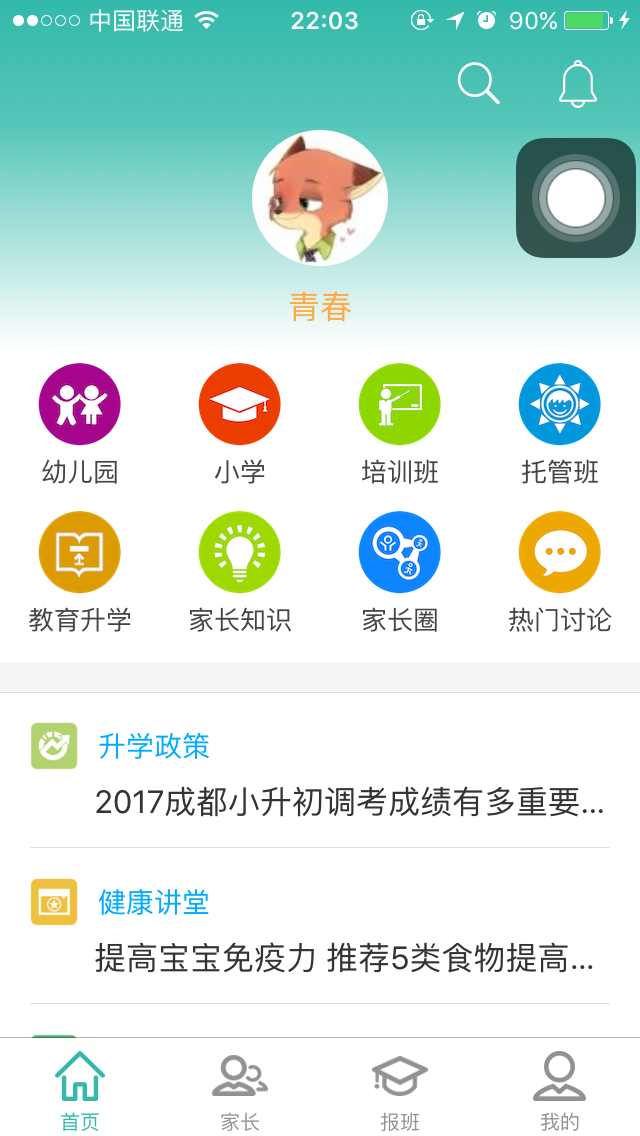 中国联通 22:03 90%
青春
幼儿园 小学 培训班 托管班
教育升学 家长知识 家长圈 热门讨论
升学政策
2017成都小升初调考成绩有多重要...
健康讲堂
提高宝宝免疫力 推荐5类食物提高...
首页 家长 报班 我的